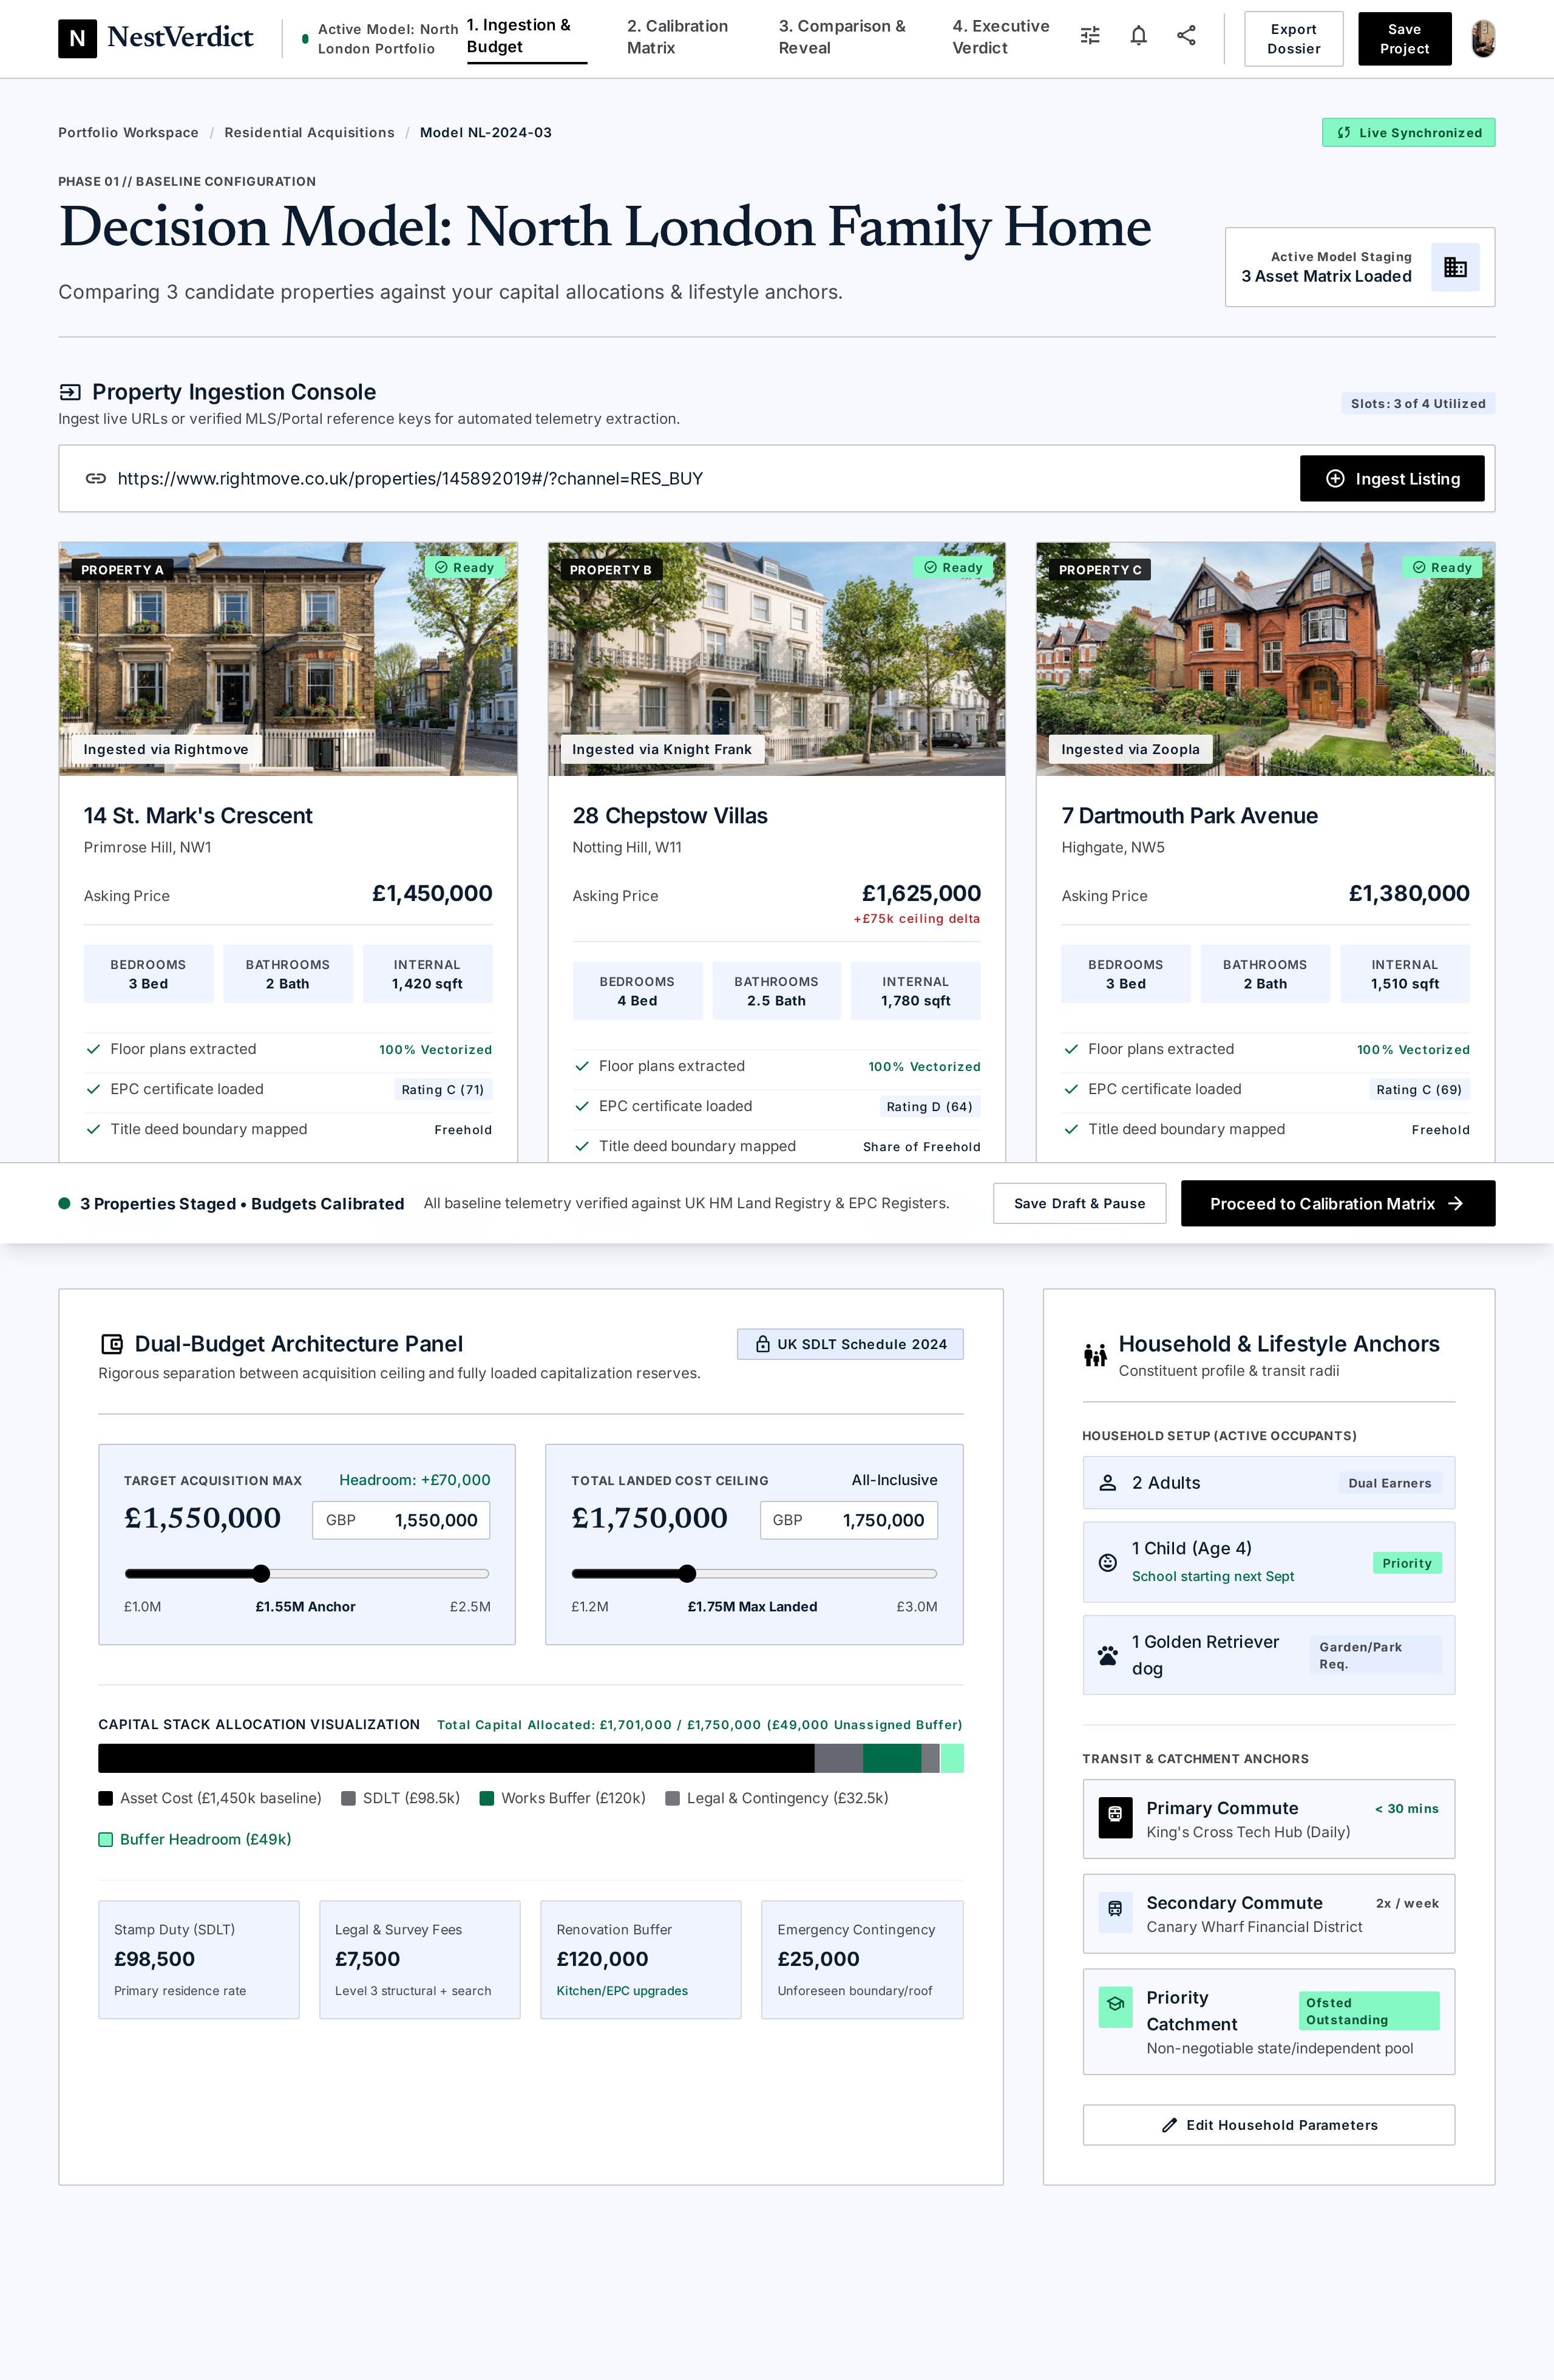 N NestVerdict
Active Model: North
London Portfolio
1. Ingestion &
Budget
2. Calibration
Matrix
3. Comparison &
Reveal
4. Executive
Verdict
Export
Dossier
Save
Project
Portfolio Workspace / Residential Acquisitions / Model NL-2024-03
Live Synchronized
PHASE 01 // BASELINE CONFIGURATION
Decision Model: North London Family Home
Comparing 3 candidate properties against your capital allocations & lifestyle anchors.
Active Model Staging
3 Asset Matrix Loaded
Property Ingestion Console
Ingest live URLs or verified MLS/Portal reference keys for automated telemetry extraction.
Slots: 3 of 4 Utilized
https://www.rightmove.co.uk/properties/145892019#/?channel=RES_BUY
Ingest Listing
PROPERTY A
Ready
Ingested via Rightmove
14 St. Mark's Crescent
Primrose Hill, NW1
Asking Price £1,450,000
BEDROOMS BATHROOMS INTERNAL
3 Bed 2 Bath 1,420 sqft
Floor plans extracted 100% Vectorized
EPC certificate loaded Rating C (71)
Title deed boundary mapped Freehold
PROPERTY B
Ready
Ingested via Knight Frank
28 Chepstow Villas
Notting Hill, W11
Asking Price £1,625,000
+£75k ceiling delta
BEDROOMS BATHROOMS INTERNAL
4 Bed 2.5 Bath 1,780 sqft
Floor plans extracted 100% Vectorized
EPC certificate loaded Rating D (64)
Title deed boundary mapped Share of Freehold
PROPERTY C
Ready
Ingested via Zoopla
7 Dartmouth Park Avenue
Highgate, NW5
Asking Price £1,380,000
BEDROOMS BATHROOMS INTERNAL
3 Bed 2 Bath 1,510 sqft
Floor plans extracted 100% Vectorized
EPC certificate loaded Rating C (69)
Title deed boundary mapped Freehold
3 Properties Staged • Budgets Calibrated
All baseline telemetry verified against UK HM Land Registry & EPC Registers.
Save Draft & Pause
Proceed to Calibration Matrix
Dual-Budget Architecture Panel
Rigorous separation between acquisition ceiling and fully loaded capitalization reserves.
UK SDLT Schedule 2024
TARGET ACQUISITION MAX Headroom: +£70,000
£1,550,000 GBP 1,550,000
£1.0M £1.55M Anchor £2.5M
TOTAL LANDED COST CEILING All-Inclusive
£1,750,000 GBP 1,750,000
£1.2M £1.75M Max Landed £3.0M
CAPITAL STACK ALLOCATION VISUALIZATION Total Capital Allocated: £1,701,000 / £1,750,000 (£49,000 Unassigned Buffer)
Asset Cost (£1,450k baseline) SDLT (£98.5k) Works Buffer (£120k) Legal & Contingency (£32.5k)
Buffer Headroom (£49k)
Stamp Duty (SDLT)
£98,500
Primary residence rate
Legal & Survey Fees
£7,500
Level 3 structural + search
Renovation Buffer
£120,000
Kitchen/EPC upgrades
Emergency Contingency
£25,000
Unforeseen boundary/roof
Household & Lifestyle Anchors
Constituent profile & transit radii
HOUSEHOLD SETUP (ACTIVE OCCUPANTS)
2 Adults Dual Earners
1 Child (Age 4)
School starting next Sept
Priority
1 Golden Retriever
dog
Garden/Park
Req.
TRANSIT & CATCHMENT ANCHORS
Primary Commute < 30 mins
King's Cross Tech Hub (Daily)
Secondary Commute 2x / week
Canary Wharf Financial District
Priority
Catchment
Ofsted
Outstanding
Non-negotiable state/independent pool
Edit Household Parameters